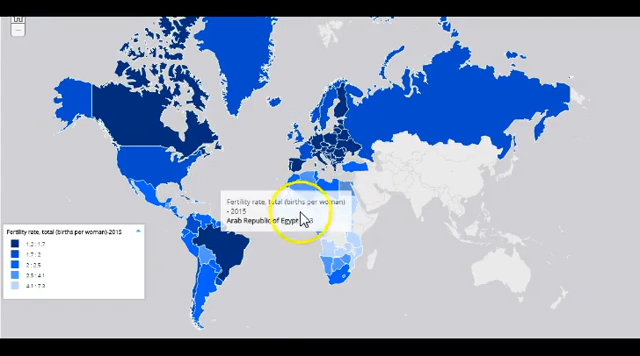 Fertility rate, total (births per woman)
- 2015
Arab Republic of Egypt
Fertility rate, total (births per woman)-2015
1.2 : 1.7
1.7 : 2
2 : 2.5
2.5 : 4.1
4.1 : 7.3